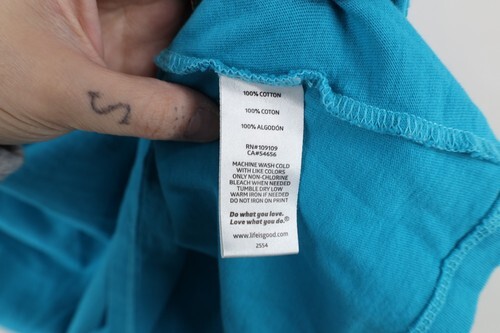 S
100% COTTON
100% COTON
100% ALGODÓN
RN#109109
CA#54656
MACHINE WASH COLD
WITH LIKE COLORS
ONLY NON-CHLORINE
BLEACH WHEN NEEDED
TUMBLE DRY LOW
WARM IRON IF NEEDED
DO NOT IRON ON PRINT
Do what you love.
Love what you do.®
www.lifeisgood.com
2554